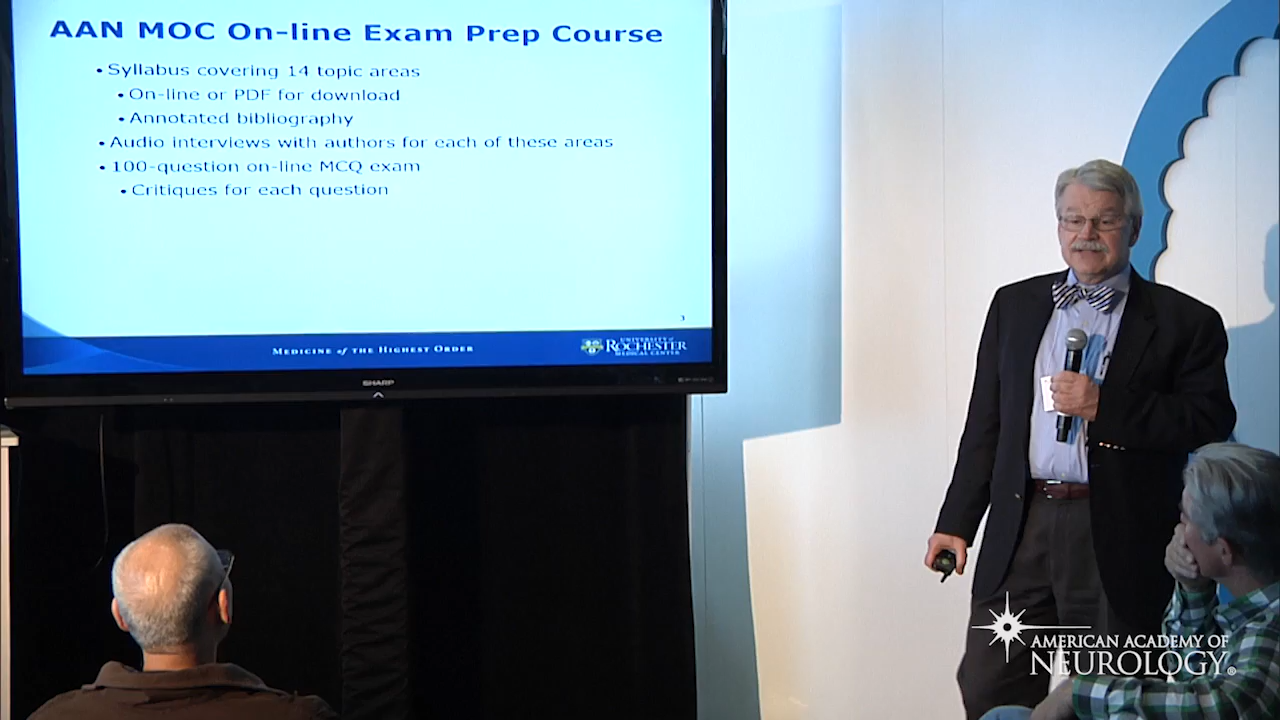 AAN MOC On-line Exam Prep Course
• Syllabus covering 14 topic areas
• On-line or PDF for download
• Annotated bibliography
• Audio interviews with authors for each of these areas
• 100-question on-line MCQ exam
• Critiques for each question
3
MEDICINE of THE HIGHEST ORDER
UNIVERSITY of
ROCHESTER
MEDICAL CENTER
SHARP
AMERICAN ACADEMY OF
NEUROLOGY®